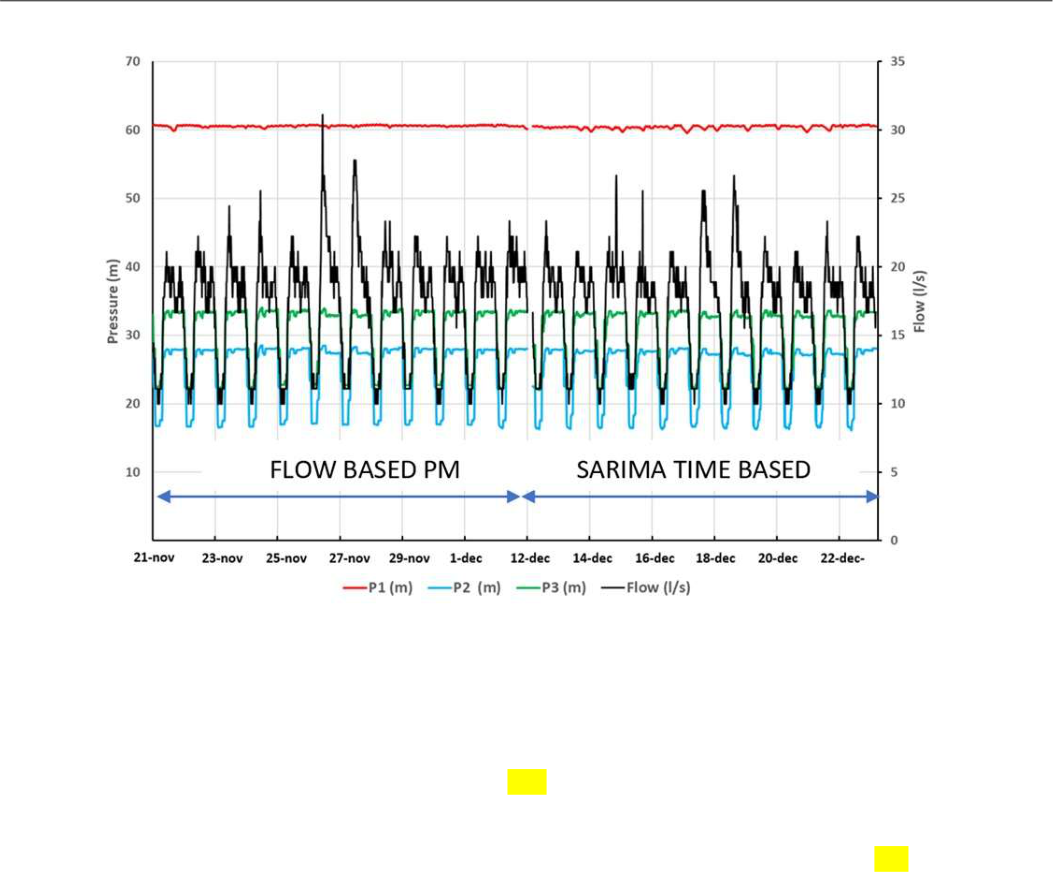 70
60
50
40
30
20
10
Pressure (m)
35
30
25
20
15
10
5
0
Flow (l/s)
FLOW BASED PM
SARIMA TIME BASED
21-nov 23-nov 25-nov 27-nov 29-nov 1-dec 12-dec 14-dec 16-dec 18-dec 20-dec 22-dec-
P1 (m) P2 (m) P3 (m) Flow (l/s)